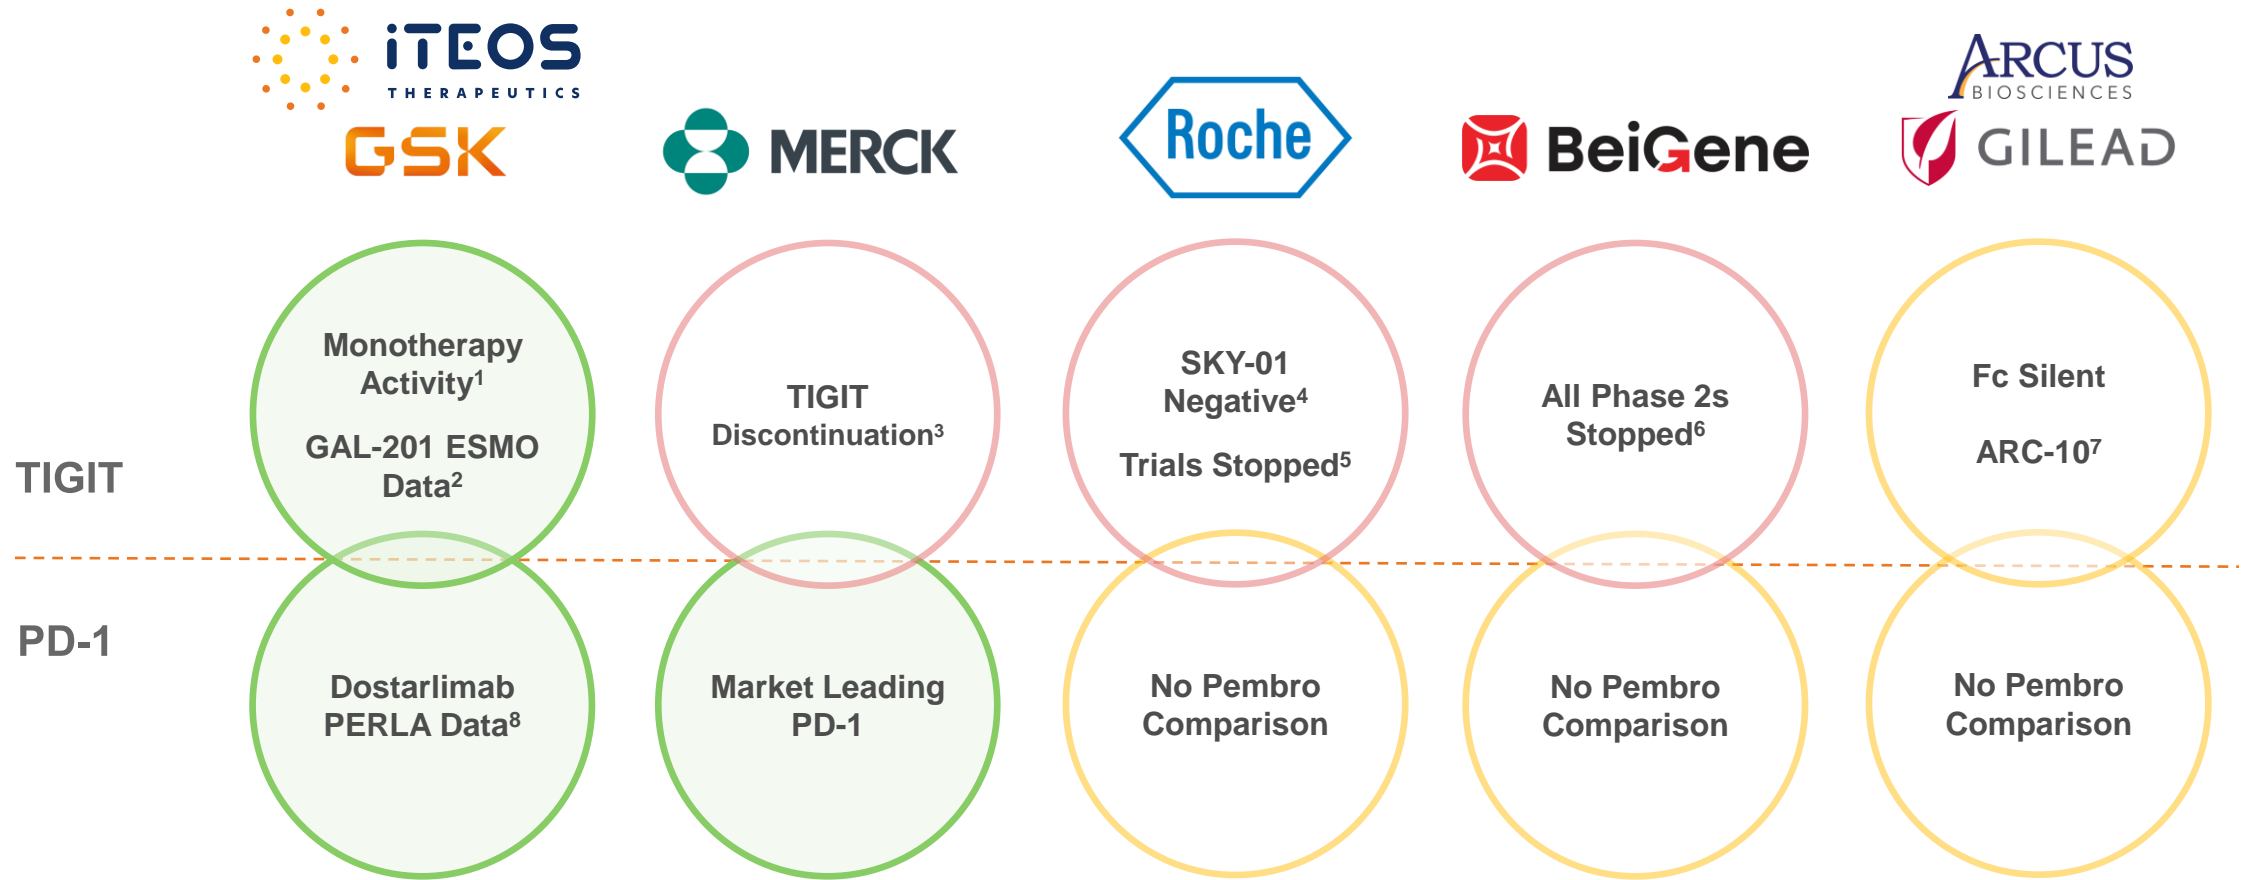 iTEOS
THERAPEUTICS
GSK
MERCK
Roche
BeiGene
ARCUS
BIOSCIENCES
GILEAD
TIGIT
Monotherapy
Activity¹
GAL-201 ESMO
Data²
TIGIT
Discontinuation³
SKY-01
Negative⁴
Trials Stopped⁵
All Phase 2s
Stopped⁶
Fc Silent
ARC-10⁷
PD-1
Dostarlimab
PERLA Data⁸
Market Leading
PD-1
No Pembro
Comparison
No Pembro
Comparison
No Pembro
Comparison